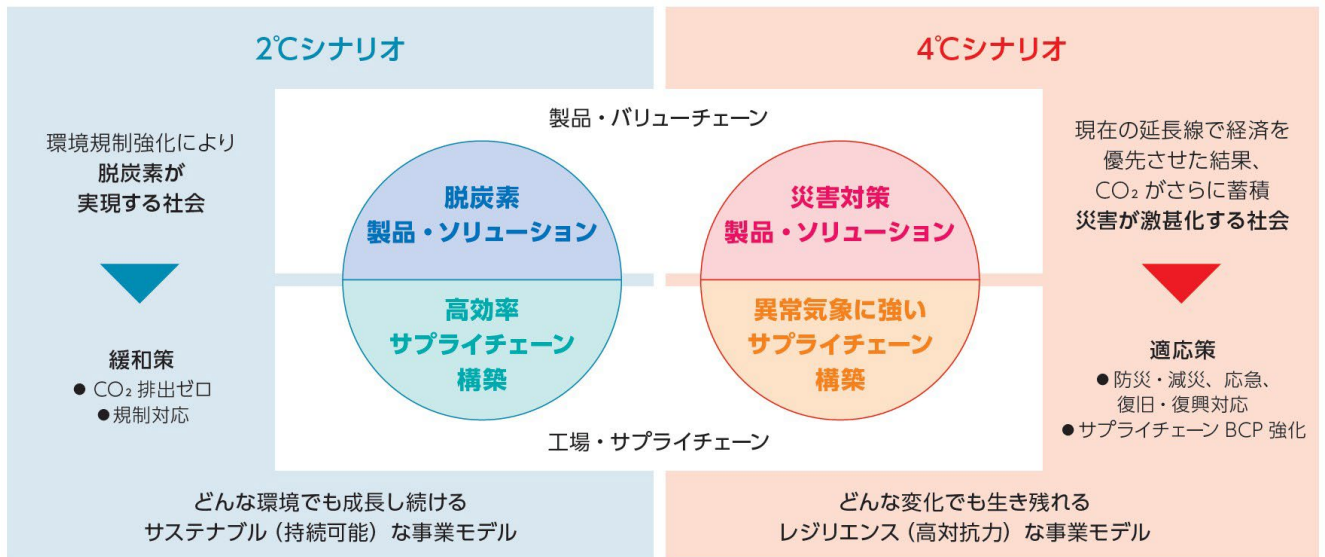 2℃シナリオ
環境規制強化により
脱炭素が
実現する社会
緩和策
● CO₂ 排出ゼロ
●規制対応
製品・バリューチェーン
脱炭素
製品・ソリューション
高効率
サプライチェーン
構築
災害対策
製品・ソリューション
異常気象に強い
サプライチェーン
構築
工場・サプライチェーン
どんな環境でも成長し続ける
サステナブル（持続可能）な事業モデル
4℃シナリオ
現在の延長線で経済を
優先させた結果、
CO₂ がさらに蓄積
災害が激甚化する社会
適応策
● 防災・減災、応急、
復旧・復興対応
● サプライチェーン BCP 強化
どんな変化でも生き残れる
レジリエンス（高対抗力）な事業モデル